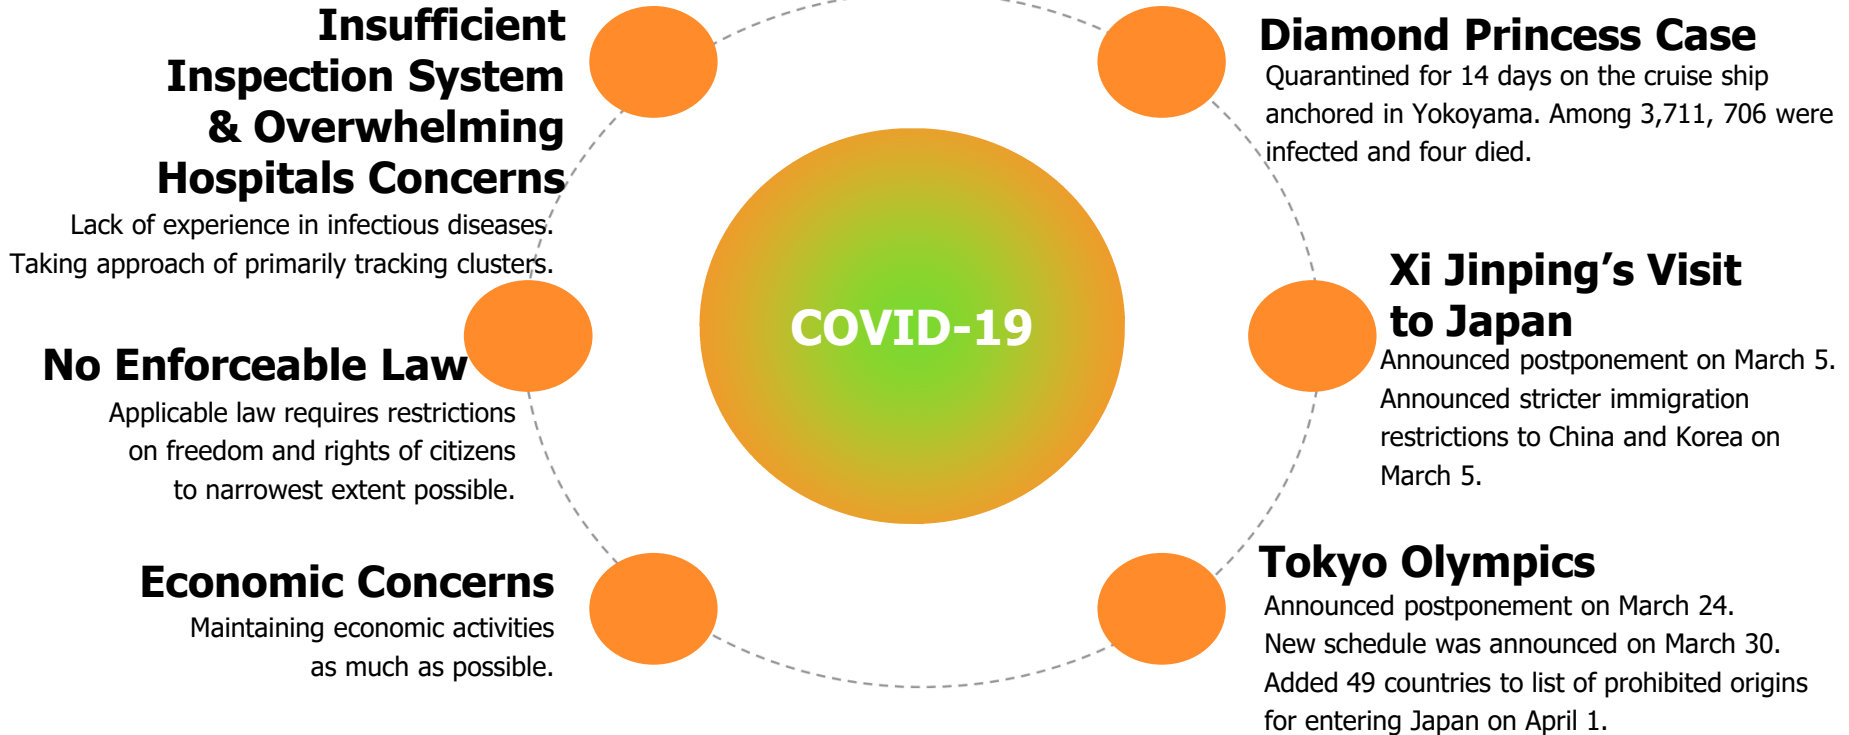 Insufficient
Inspection System
& Overwhelming
Hospitals Concerns
Lack of experience in infectious diseases.
Taking approach of primarily tracking clusters.
No Enforceable Law
Applicable law requires restrictions
on freedom and rights of citizens
to narrowest extent possible.
Economic Concerns
Maintaining economic activities
as much as possible.
COVID-19
Diamond Princess Case
Quarantined for 14 days on the cruise ship
anchored in Yokoyama. Among 3,711, 706 were
infected and four died.
Xi Jinping’s Visit
to Japan
Announced postponement on March 5.
Announced stricter immigration
restrictions to China and Korea on
March 5.
Tokyo Olympics
Announced postponement on March 24.
New schedule was announced on March 30.
Added 49 countries to list of prohibited origins
for entering Japan on April 1.